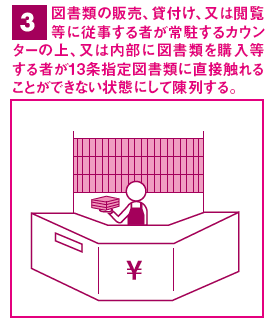 3 図書類の販売、貸付け、又は閲覧
等に従事する者が常駐するカウン
ターの上、又は内部に図書類を購入等
する者が13条指定図書類に直接触れる
ことができない状態にして陳列する。
¥